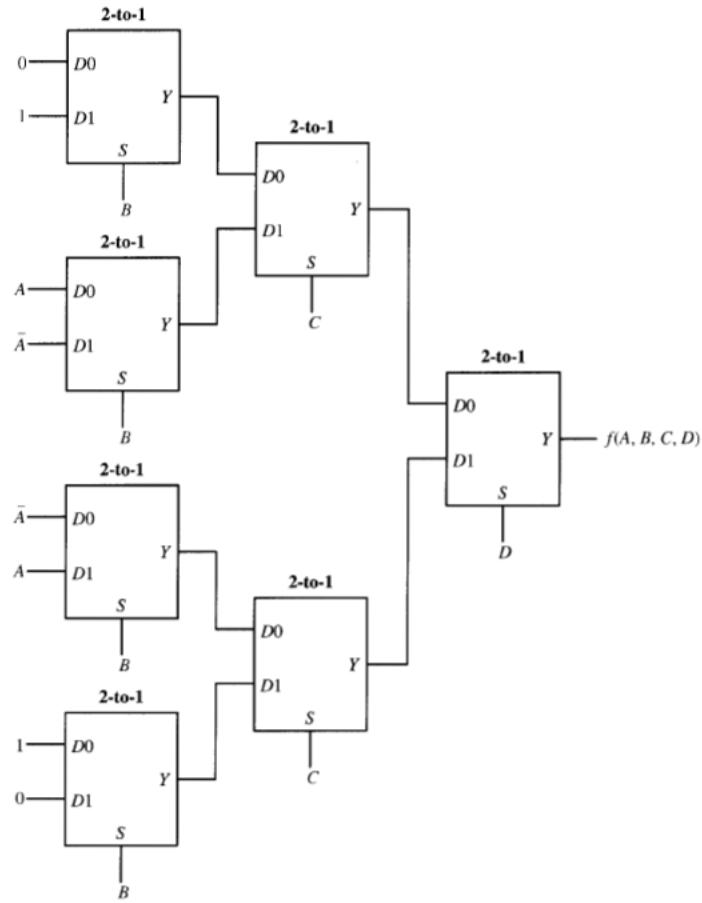 2-to-1
0 D0
Y
1 D1
S
B
2-to-1
A D0
Y
Ā D1
S
B
2-to-1
D0
Y
D1
S
C
2-to-1
D0
Y f(A, B, C, D)
D1
S
D
2-to-1
Ā D0
Y
A D1
S
B
2-to-1
1 D0
Y
0 D1
S
B
2-to-1
D0
Y
D1
S
C